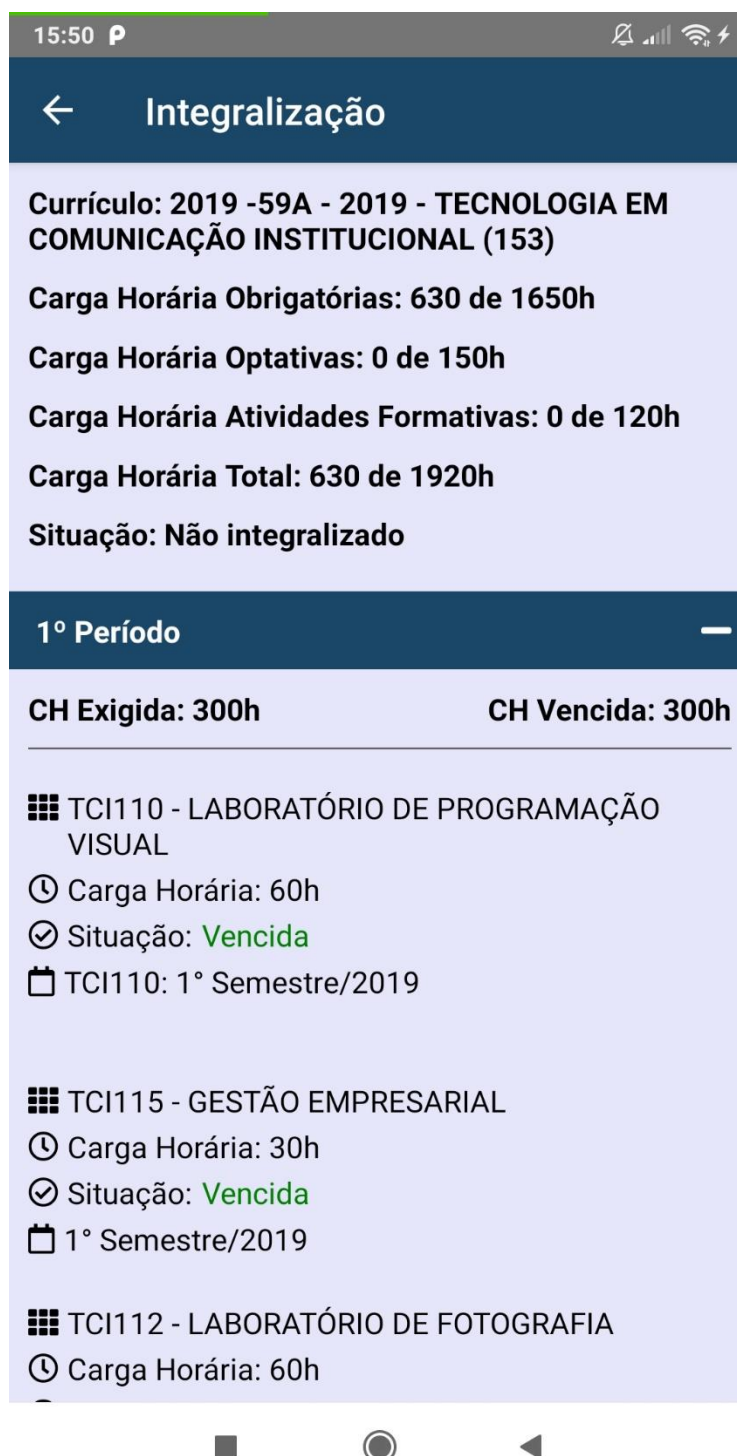 15:50
Integralização
Currículo: 2019 -59A - 2019 - TECNOLOGIA EM
COMUNICAÇÃO INSTITUCIONAL (153)
Carga Horária Obrigatórias: 630 de 1650h
Carga Horária Optativas: 0 de 150h
Carga Horária Atividades Formativas: 0 de 120h
Carga Horária Total: 630 de 1920h
Situação: Não integralizado
1º Período
CH Exigida: 300h CH Vencida: 300h
TCI110 - LABORATÓRIO DE PROGRAMAÇÃO
VISUAL
Carga Horária: 60h
Situação: Vencida
TCI110: 1° Semestre/2019
TCI115 - GESTÃO EMPRESARIAL
Carga Horária: 30h
Situação: Vencida
1° Semestre/2019
TCI112 - LABORATÓRIO DE FOTOGRAFIA
Carga Horária: 60h